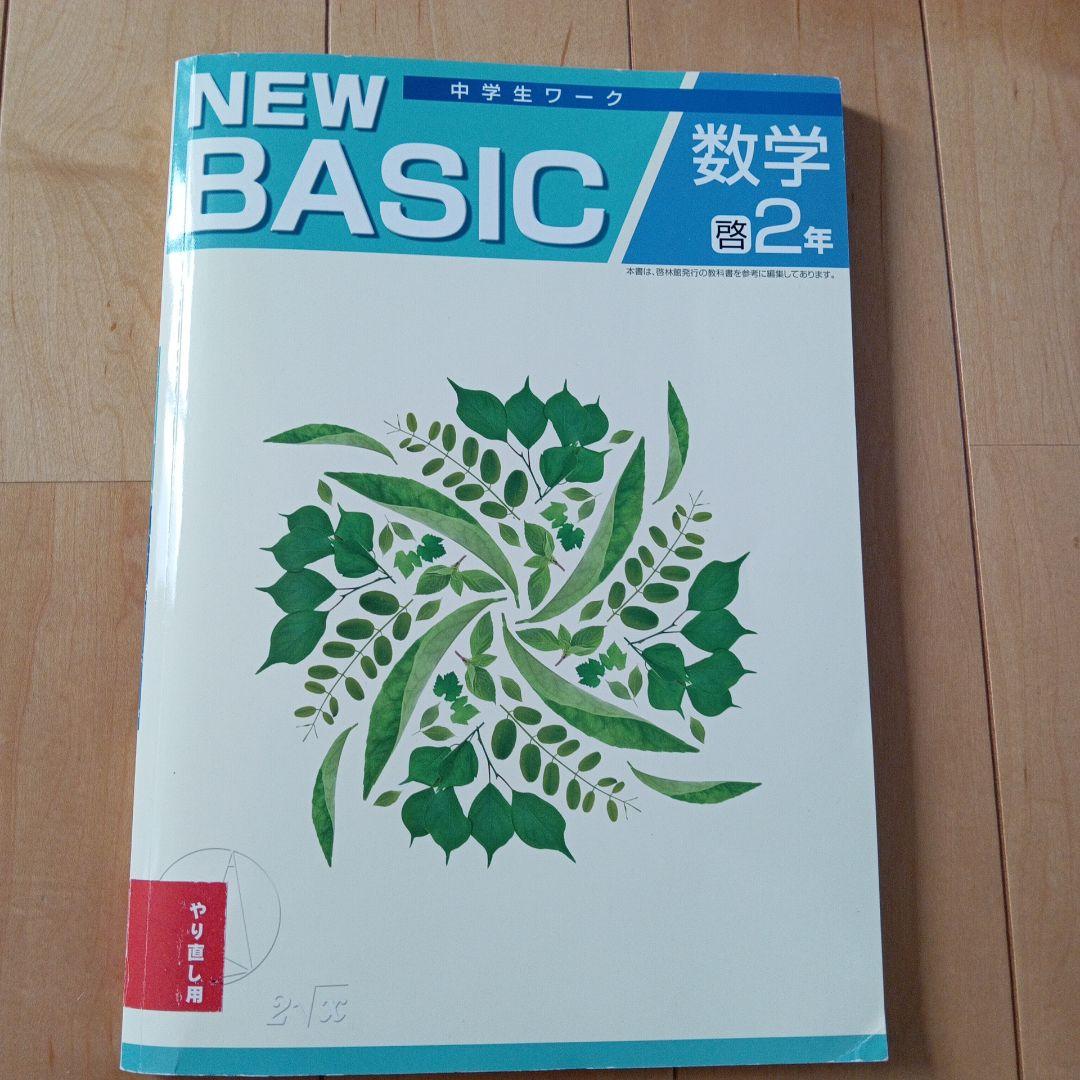 中学生ワーク
NEW
BASIC
数学
啓2年
本書は、啓林館発行の教科書を参考に編集してあります。
やり直し用
2√x